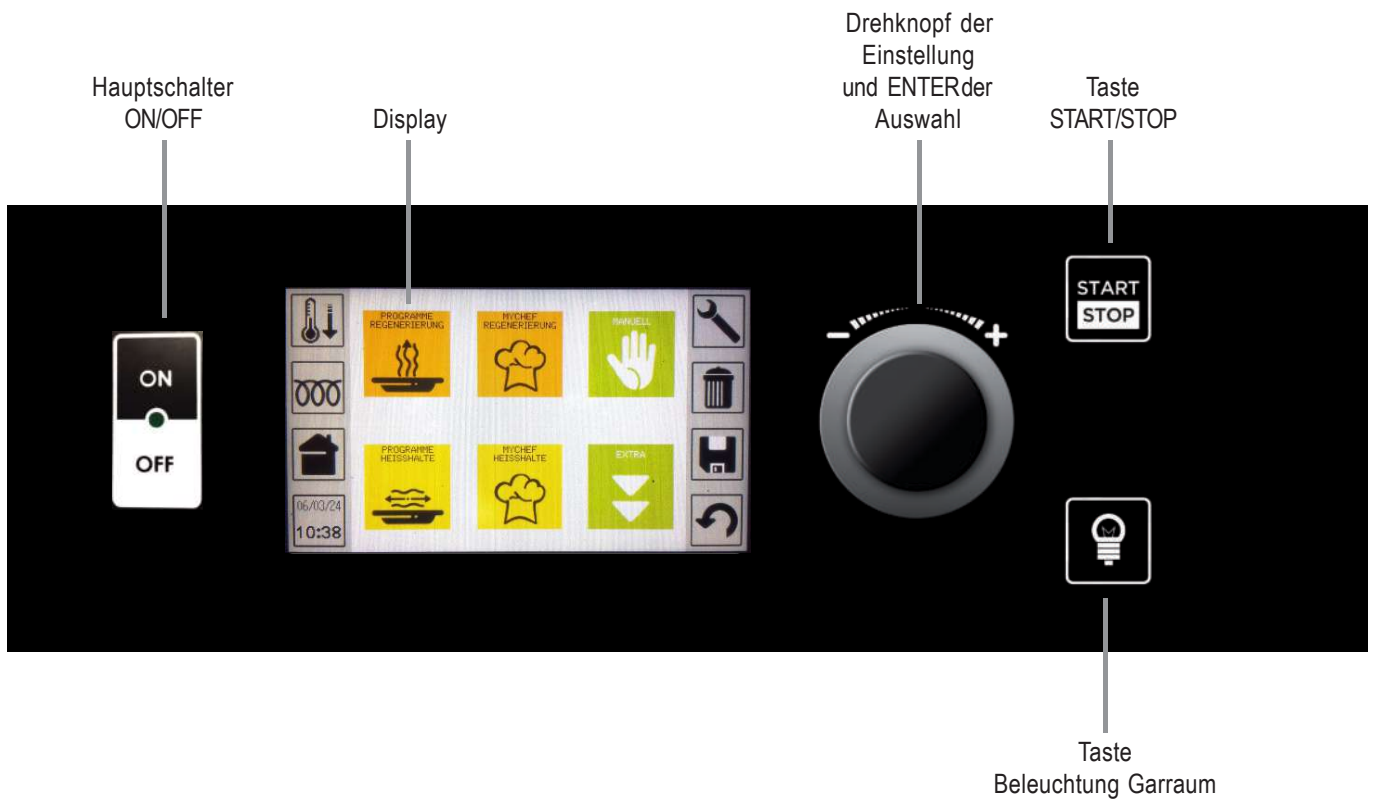 Drehknopf der
Einstellung
und ENTERder
Auswahl
Hauptschalter
ON/OFF
Display
Taste
START/STOP
ON
OFF
PROGRAMME
REGENERIERUNG
MYCHEF
REGENERIERUNG
MANUELL
PROGRAMME
HEISSHALTE
MYCHEF
HEISSHALTE
EXTRA
06/03/24
10:38
- +
START
STOP
Taste
Beleuchtung Garraum